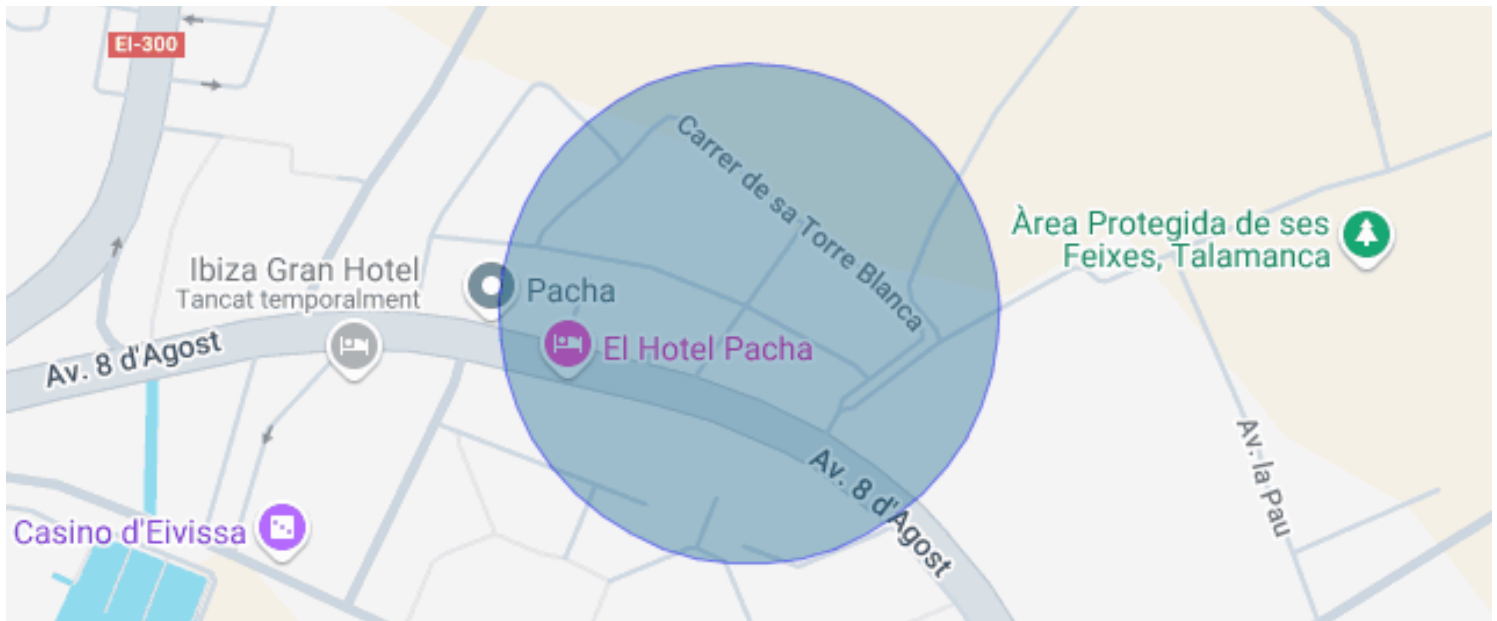 EI-300
Carrer de sa Torre Blanca
Àrea Protegida de ses
Feixes, Talamanca
Ibiza Gran Hotel
Tancat temporalment
Pacha
El Hotel Pacha
Av. 8 d'Agost
Av. 8 d'Agost
Av. la Pau
Casino d'Eivissa